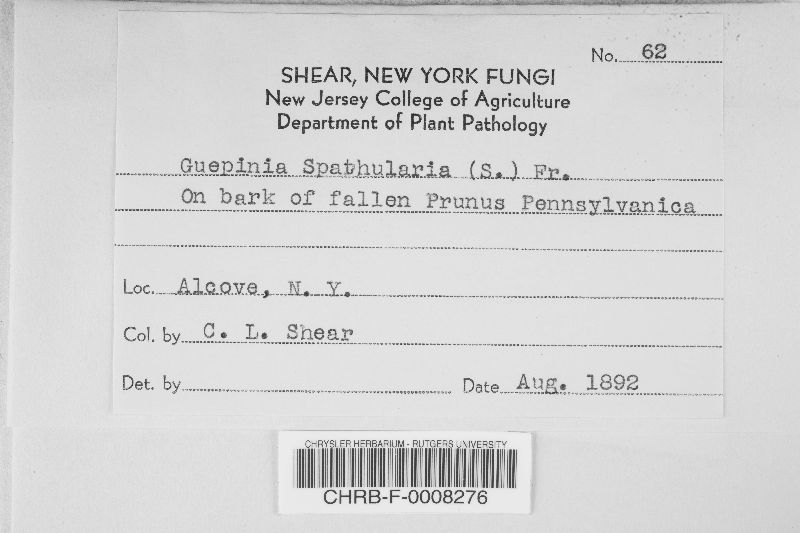 No. 62
SHEAR, NEW YORK FUNGI
New Jersey College of Agriculture
Department of Plant Pathology
Guepinia Spathularia (S.) Fr.
On bark of fallen Prunus Pennsylvanica
Loc. Alcove, N. Y.
Col. by C. L. Shear
Det. by Date Aug. 1892
CHRYSLER HERBARIUM - RUTGERS UNIVERSITY
CHRB-F-0008276